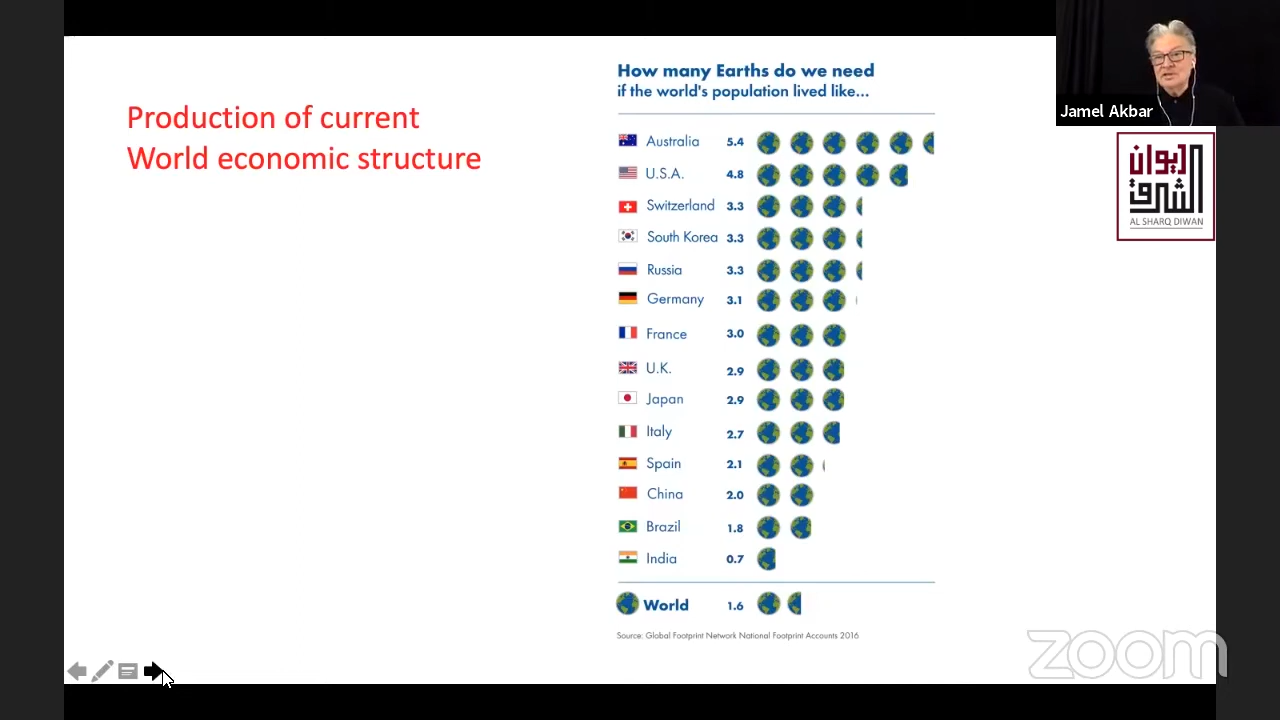 Production of current
World economic structure
How many Earths do we need
if the world's population lived like...
Australia 5.4
U.S.A. 4.8
Switzerland 3.3
South Korea 3.3
Russia 3.3
Germany 3.1
France 3.0
U.K. 2.9
Japan 2.9
Italy 2.7
Spain 2.1
China 2.0
Brazil 1.8
India 0.7
World 1.6
Source: Global Footprint Network National Footprint Accounts 2016
Jamel Akbar
ديوان
الشرق
AL SHARQ DIWAN
zoom